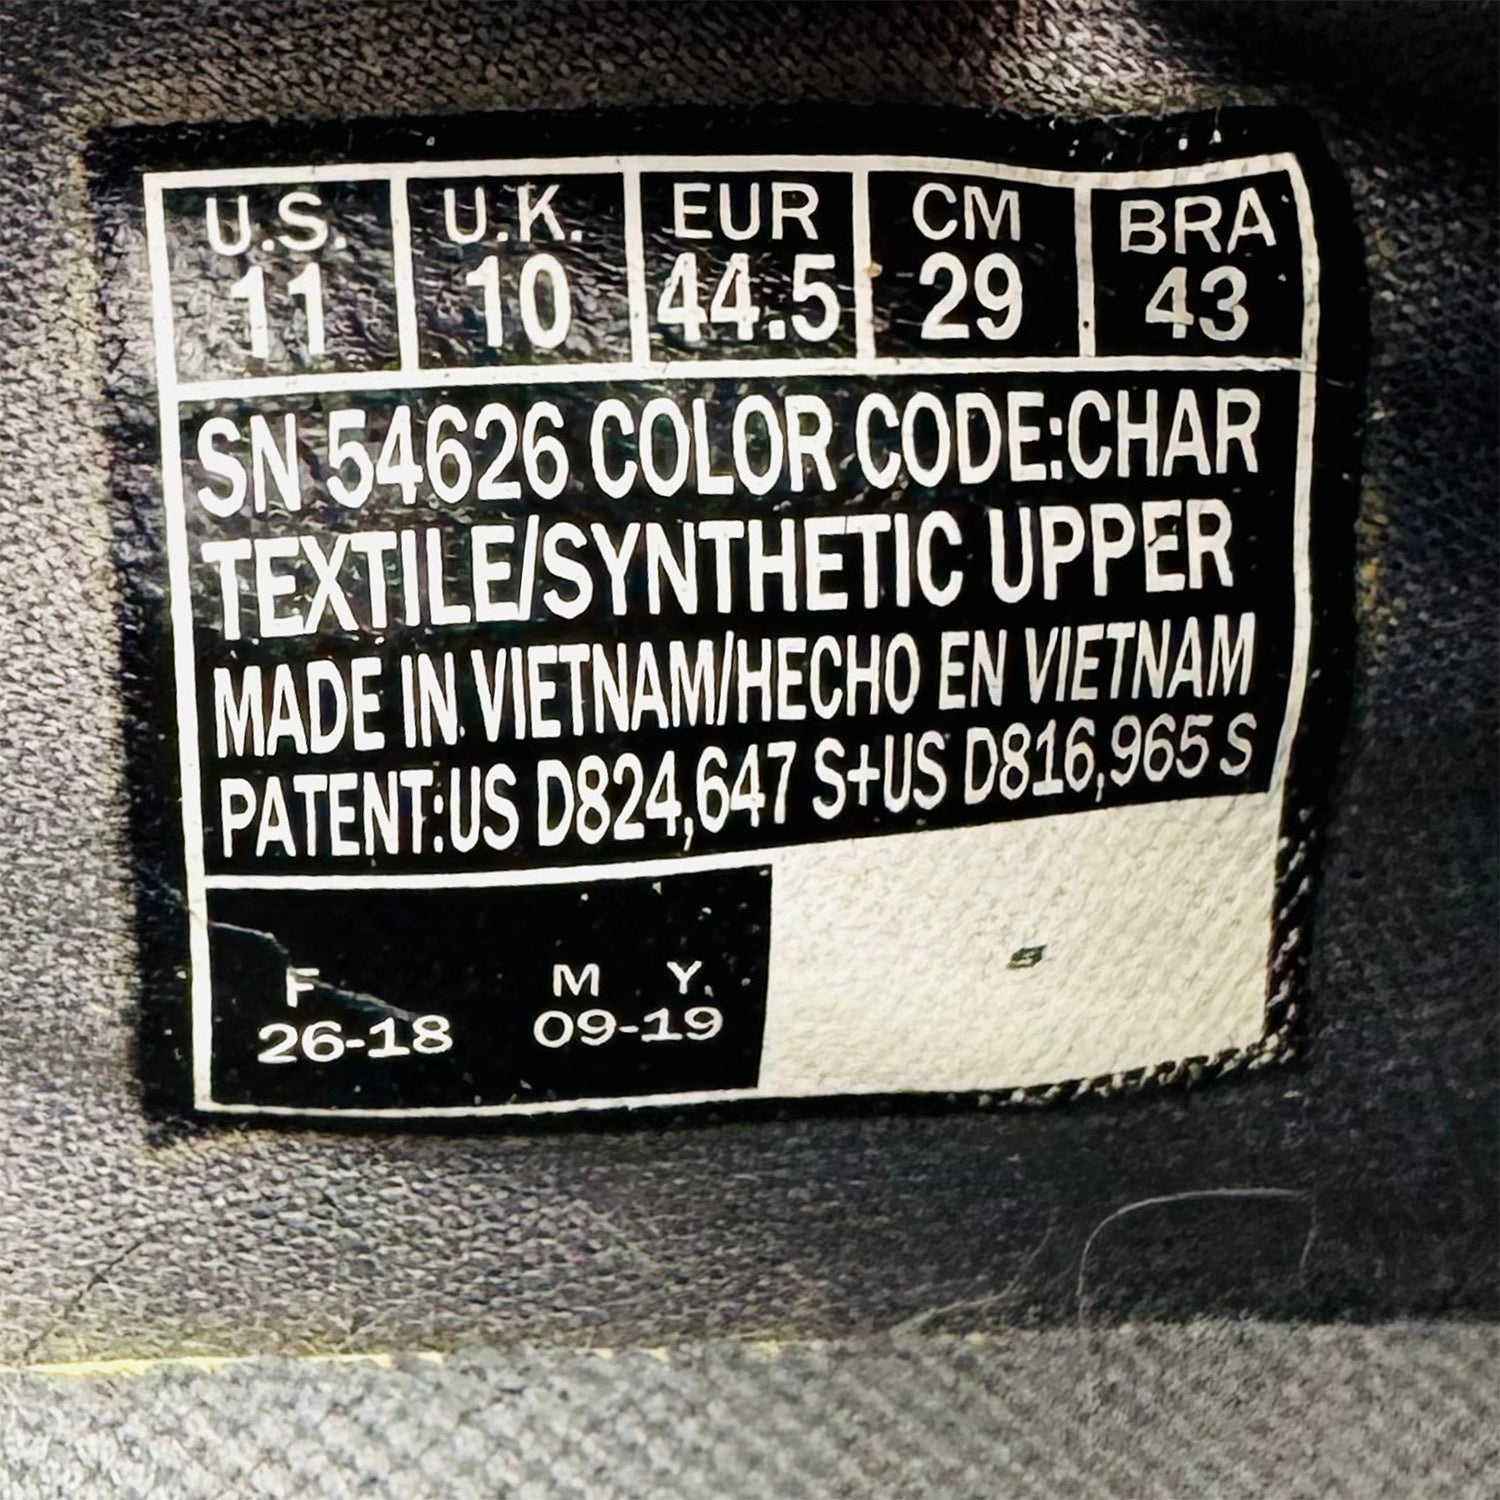 U.S. U.K. EUR CM BRA
11 10 44.5 29 43
SN 54626 COLOR CODE:CHAR
TEXTILE/SYNTHETIC UPPER
MADE IN VIETNAM/HECHO EN VIETNAM
PATENT:US D824,647 S+US D816,965 S
F M Y
26-18 09-19